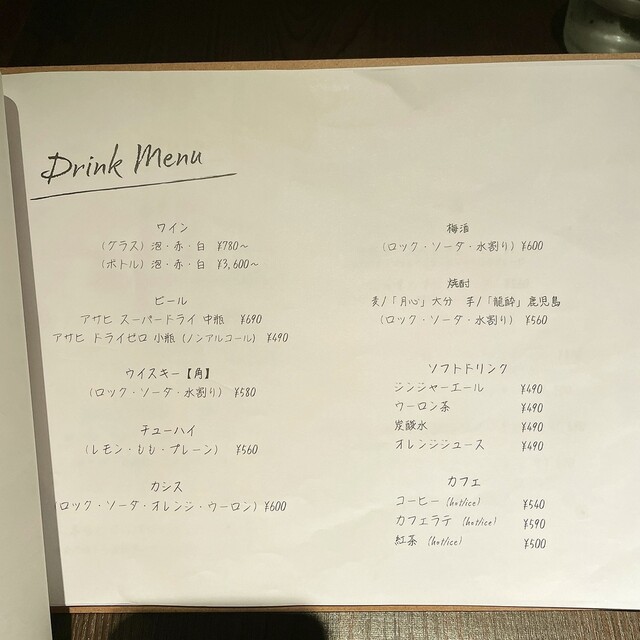 Drink Menu
ワイン
(グラス) 泡・赤・白 ¥780～
(ボトル) 泡・赤・白 ¥3,600～
ビール
アサヒ スーパードライ 中瓶 ¥690
アサヒ ドライゼロ 小瓶 (ノンアルコール) ¥490
ウイスキー【角】
(ロック・ソーダ・水割り) ¥580
チューハイ
(レモン・もも・プレーン) ¥560
カシス
(ロック・ソーダ・オレンジ・ウーロン) ¥600
梅酒
(ロック・ソーダ・水割り) ¥600
焼酎
麦/「月心」大分 芋/「龍酔」鹿児島
(ロック・ソーダ・水割り) ¥560
ソフトドリンク
ジンジャーエール ¥490
ウーロン茶 ¥490
炭酸水 ¥490
オレンジジュース ¥490
カフェ
コーヒー (hot/ice) ¥540
カフェラテ (hot/ice) ¥590
紅茶 (hot/ice) ¥500